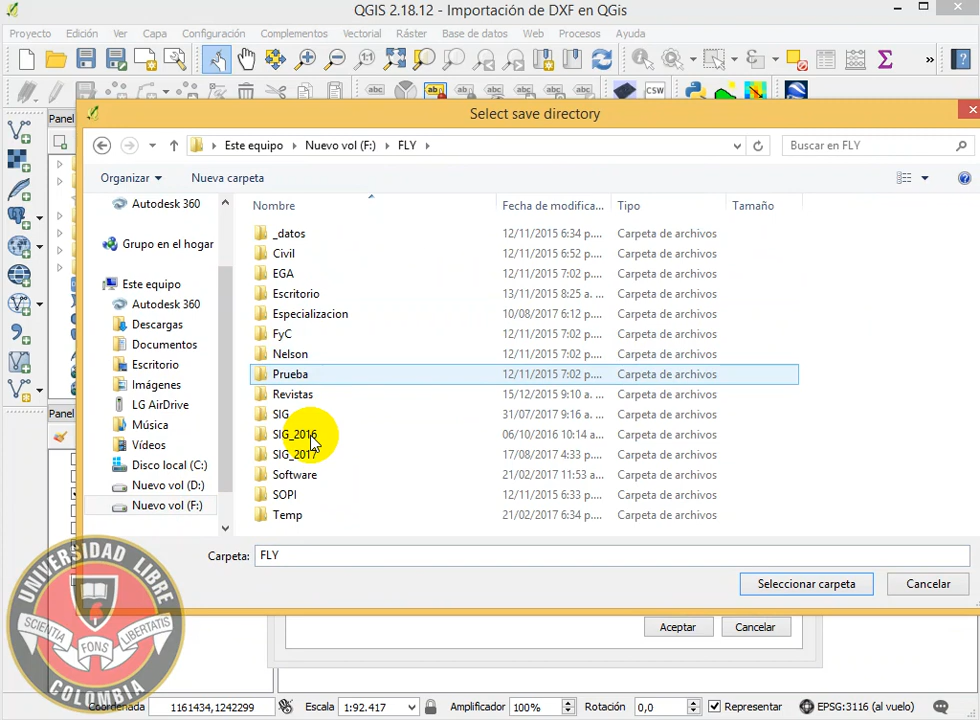 QGIS 2.18.12 - Importación de DXF en QGis
Proyecto Edición Ver Capa Configuración Complementos Vectorial Ráster Base de datos Web Procesos Ayuda
abc abc abc abc abc abc CSW
Panel
Select save directory
Este equipo Nuevo vol (F:) FLY
Buscar en FLY
Organizar Nueva carpeta
Autodesk 360
Grupo en el hogar
Este equipo
Autodesk 360
Descargas
Documentos
Escritorio
Imágenes
LG AirDrive
Música
Vídeos
Disco local (C:)
Nuevo vol (D:)
Nuevo vol (F:)
Nombre Fecha de modifica... Tipo Tamaño
_datos 12/11/2015 6:34 p.... Carpeta de archivos
Civil 12/11/2015 6:52 p.... Carpeta de archivos
EGA 12/11/2015 7:02 p.... Carpeta de archivos
Escritorio 13/11/2015 8:25 a. ... Carpeta de archivos
Especializacion 10/08/2017 6:12 p.... Carpeta de archivos
FyC 12/11/2015 7:02 p.... Carpeta de archivos
Nelson 12/11/2015 7:02 p.... Carpeta de archivos
Prueba 12/11/2015 7:02 p.... Carpeta de archivos
Revistas 15/12/2015 9:10 a. ... Carpeta de archivos
SIG 31/07/2017 9:16 a. ... Carpeta de archivos
SIG_2016 06/10/2016 10:14 a... Carpeta de archivos
SIG_2017 17/08/2017 4:33 p.... Carpeta de archivos
Software 21/02/2017 11:53 a... Carpeta de archivos
SOPI 12/11/2015 6:33 p.... Carpeta de archivos
Temp 21/02/2017 6:34 p.... Carpeta de archivos
Panel
Carpeta: FLY
Seleccionar carpeta Cancelar
Aceptar Cancelar
UNIVERSIDAD LIBRE
SCIENTIA FONS LIBERTATIS
COLOMBIA
Coordenada 1161434,1242299 Escala 1:92.417 Amplificador 100% Rotación 0,0 Representar EPSG:3116 (al vuelo)